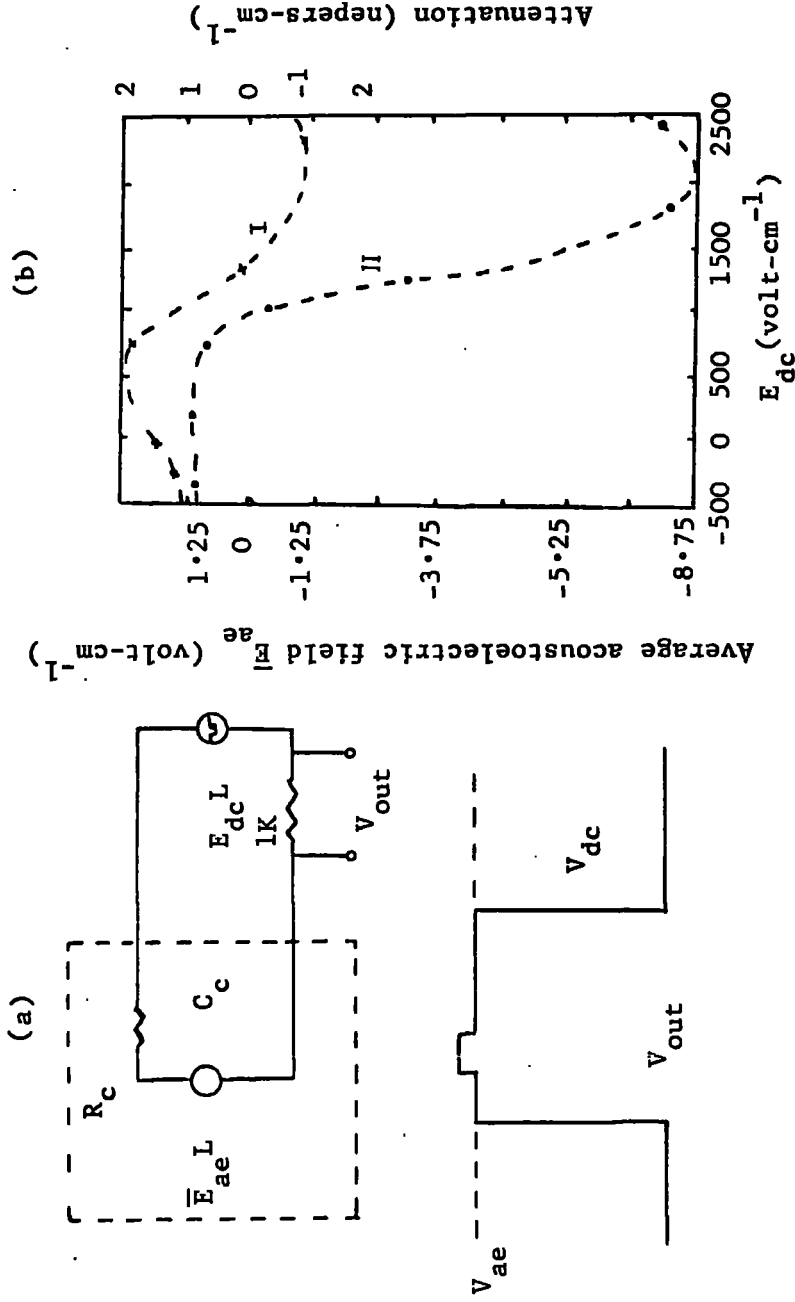 (a)
R_c
C_c
E̅_ae L
E_dc L
1K
V_out
V_ae
V_out
V_dc
(b)
Average acoustoelectric field E̅_ae (volt-cm⁻¹)
1·25
0
-1·25
-3·75
-5·25
-8·75
I
II
2
1
0
-1
2
Attenuation (nepers-cm⁻¹)
-500
0
500
1500
2500
E_dc (volt-cm⁻¹)